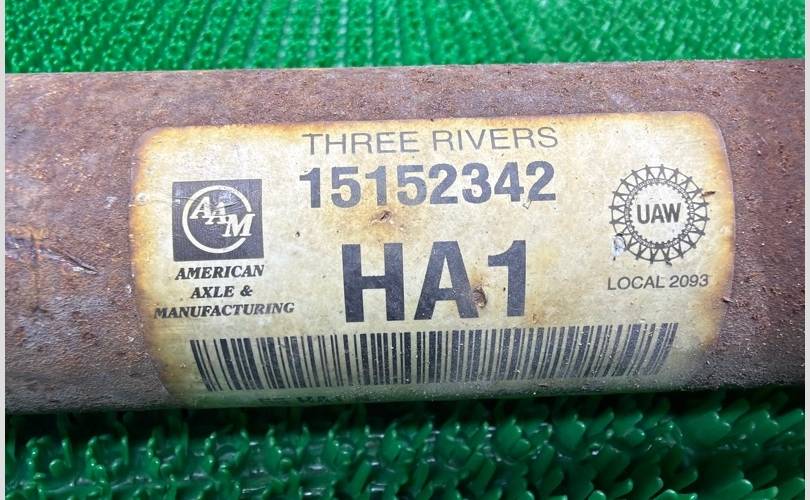 THREE RIVERS
15152342
AAM
AMERICAN
AXLE &
MANUFACTURING
HA1
UAW
LOCAL 2093